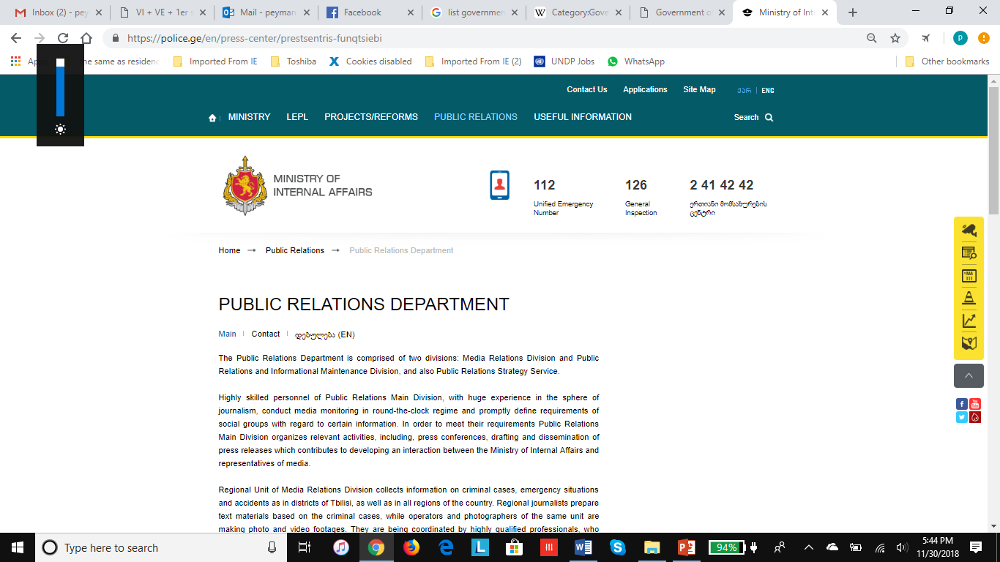 Inbox (2) - pey
VI + VE + 1er s
Mail - peyman
Facebook
list governmen
Category:Gove
Government o
Ministry of Int
https://police.ge/en/press-center/prestsentris-funqtsiebi
P
the same as residenc
Imported From IE
Toshiba
Cookies disabled
Imported From IE (2)
UNDP Jobs
WhatsApp
Other bookmarks
Contact Us
Applications
Site Map
ქარ | ENG
MINISTRY
LEPL
PROJECTS/REFORMS
PUBLIC RELATIONS
USEFUL INFORMATION
Search
MINISTRY OF
INTERNAL AFFAIRS
112
Unified Emergency
Number
126
General
Inspection
2 41 42 42
ერთიანი მომსახურების
ცენტრი
Home → Public Relations → Public Relations Department
PUBLIC RELATIONS DEPARTMENT
Main | Contact | დებულება (EN)
The Public Relations Department is comprised of two divisions: Media Relations Division and Public
Relations and Informational Maintenance Division, and also Public Relations Strategy Service.
Highly skilled personnel of Public Relations Main Division, with huge experience in the sphere of
journalism, conduct media monitoring in round-the-clock regime and promptly define requirements of
social groups with regard to certain information. In order to meet their requirements Public Relations
Main Division organizes relevant activities, including, press conferences, drafting and dissemination of
press releases which contributes to developing an interaction between the Ministry of Internal Affairs and
representatives of media.
Regional Unit of Media Relations Division collects information on criminal cases, emergency situations
and accidents as in districts of Tbilisi, as well as in all regions of the country. Regional journalists prepare
text materials based on the criminal cases, while operators and photographers of the same unit are
making photo and video footages. They are being coordinated by highly qualified professionals, who
Type here to search
94%
5:44 PM
11/30/2018